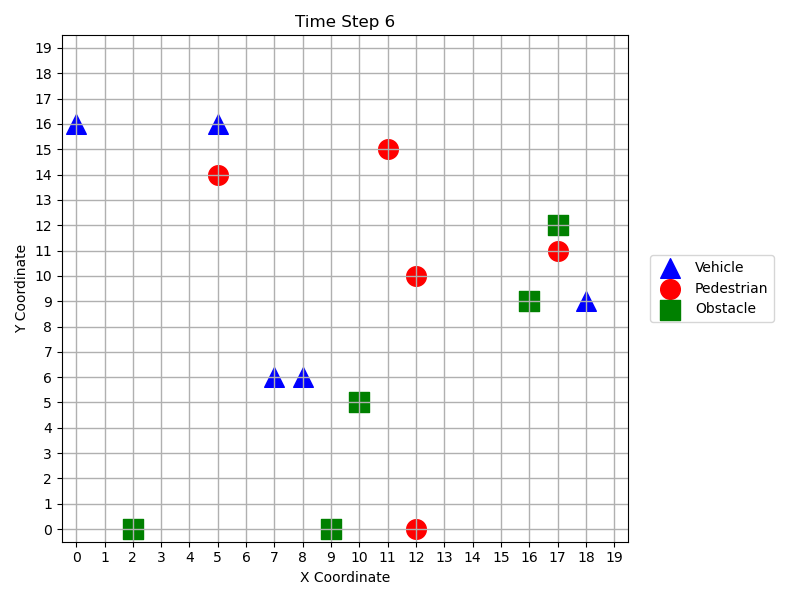 Time Step 6
Y Coordinate
19
18
17
16
15
14
13
12
11
10
9
8
7
6
5
4
3
2
1
0
0 1 2 3 4 5 6 7 8 9 10 11 12 13 14 15 16 17 18 19
X Coordinate
Vehicle
Pedestrian
Obstacle